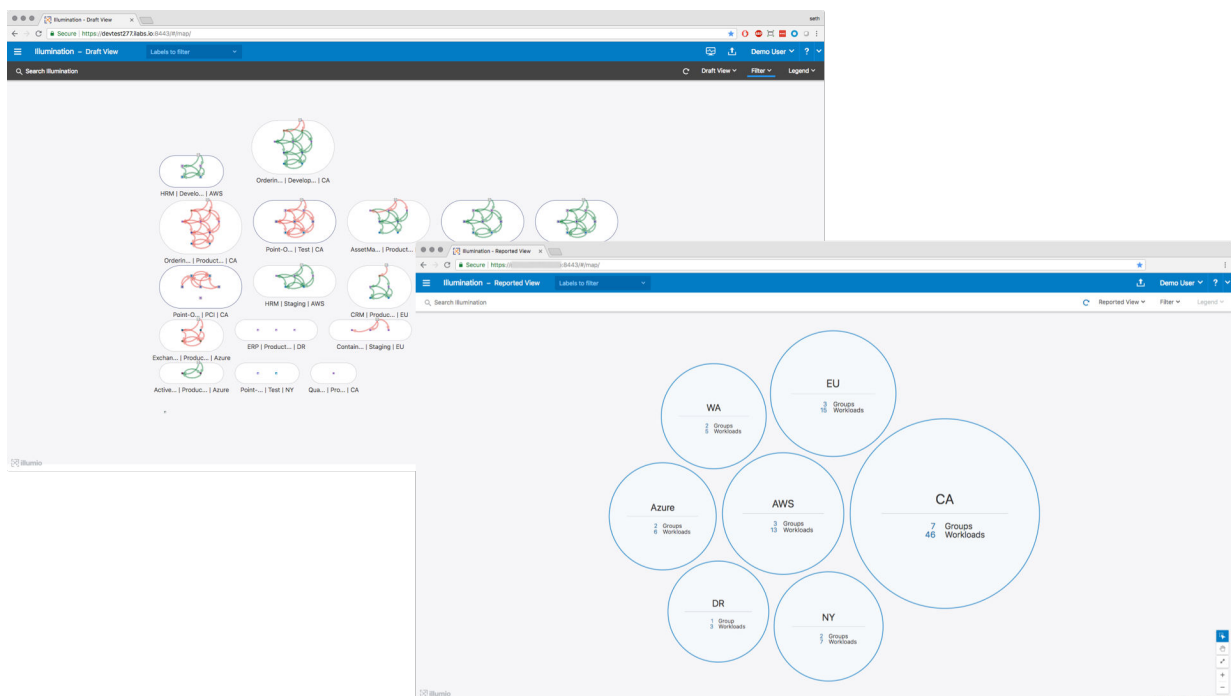 Illumination - Draft View
seth
Secure https://devtest277.ilabs.io:8443/#/map/
Illumination – Draft View
Labels to filter
Demo User
?
Search Illumination
Draft View
Filter
Legend
Orderin... | Develop... | CA
HRM | Develo... | AWS
Orderin... | Product... | CA
Point-O... | Test | CA
AssetMa... | Product...
Point-O... | PCI | CA
HRM | Staging | AWS
CRM | Produc... | EU
Exchan... | Produc... | Azure
ERP | Product... | DR
Contain... | Staging | EU
Active... | Produc... | Azure
Point-... | Test | NY
Qua... | Pro... | CA
illumio
Illumination - Reported View
Secure https://
:8443/#/map/
Illumination – Reported View
Labels to filter
Demo User
?
Search Illumination
Reported View
Filter
Legend
EU
3 Groups
15 Workloads
WA
2 Groups
5 Workloads
CA
7 Groups
46 Workloads
Azure
2 Groups
6 Workloads
AWS
3 Groups
13 Workloads
DR
1 Group
3 Workloads
NY
2 Groups
7 Workloads
illumio